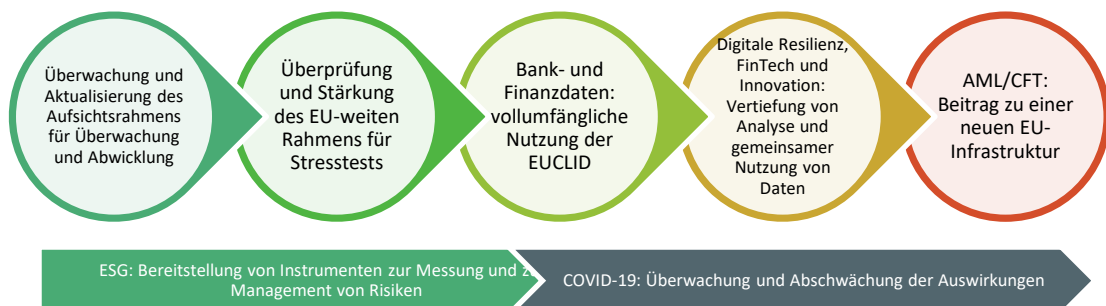 Überwachung und
Aktualisierung des
Aufsichtsrahmens
für Überwachung
und Abwicklung
Überprüfung
und Stärkung
des EU-weiten
Rahmens für
Stresstests
Bank- und
Finanzdaten:
vollumfängliche
Nutzung der
EUCLID
Digitale Resilienz,
FinTech und
Innovation:
Vertiefung von
Analyse und
gemeinsamer
Nutzung von
Daten
AML/CFT:
Beitrag zu einer
neuen EU-
Infrastruktur
ESG: Bereitstellung von Instrumenten zur Messung und
Management von Risiken
COVID-19: Überwachung und Abschwächung der Auswirkungen